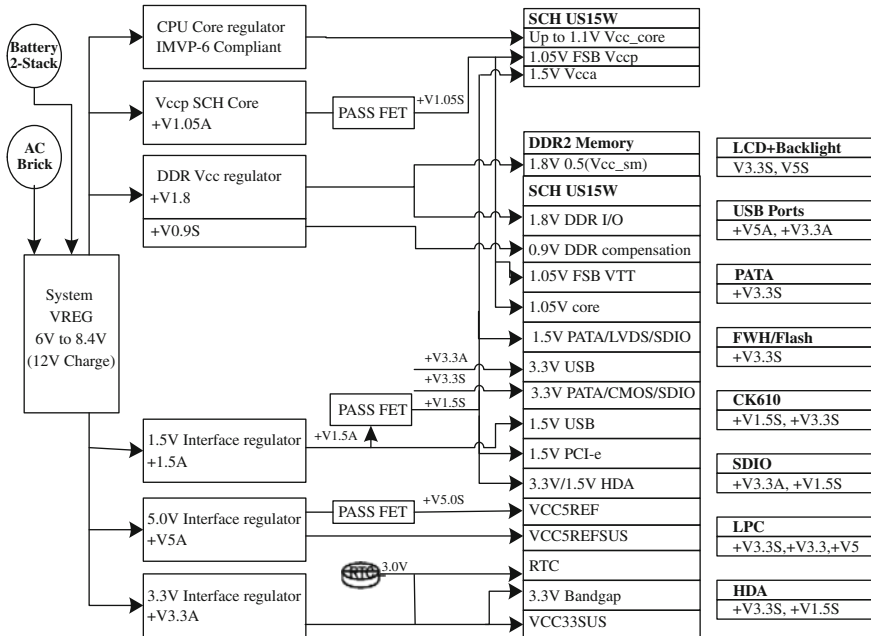 Battery
2-Stack
AC
Brick
System
VREG
6V to 8.4V
(12V Charge)
CPU Core regulator
IMVP-6 Compliant
Vccp SCH Core
+V1.05A
PASS FET
+V1.05S
DDR Vcc regulator
+V1.8
+V0.9S
1.5V Interface regulator
+1.5A
+V1.5A
PASS FET
+V3.3A
+V3.3S
+V1.5S
5.0V Interface regulator
+V5A
PASS FET
+V5.0S
3.3V Interface regulator
+V3.3A
RTC
3.0V
SCH US15W
Up to 1.1V Vcc_core
1.05V FSB Vccp
1.5V Vcca
DDR2 Memory
1.8V 0.5(Vcc_sm)
SCH US15W
1.8V DDR I/O
0.9V DDR compensation
1.05V FSB VTT
1.05V core
1.5V PATA/LVDS/SDIO
3.3V USB
3.3V PATA/CMOS/SDIO
1.5V USB
1.5V PCI-e
3.3V/1.5V HDA
VCC5REF
VCC5REFSUS
RTC
3.3V Bandgap
VCC33SUS
LCD+Backlight
V3.3S, V5S
USB Ports
+V5A, +V3.3A
PATA
+V3.3S
FWH/Flash
+V3.3S
CK610
+V1.5S, +V3.3S
SDIO
+V3.3A, +V1.5S
LPC
+V3.3S,+V3.3,+V5
HDA
+V3.3S, +V1.5S